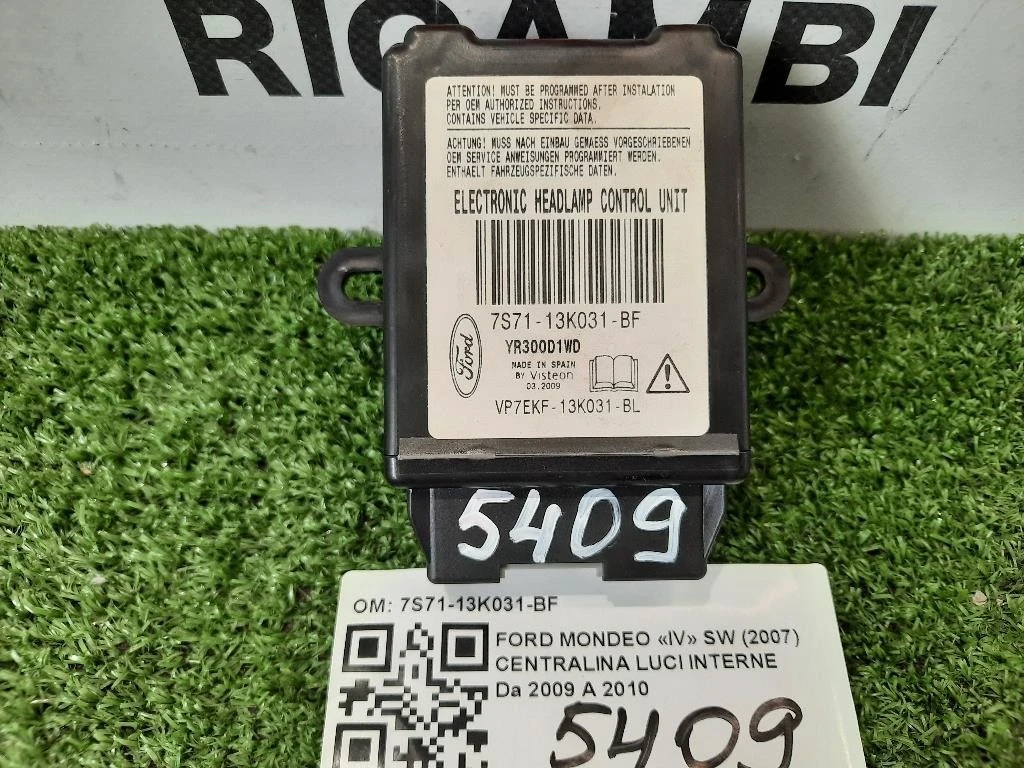 RICAMBI
ATTENTION! MUST BE PROGRAMMED AFTER INSTALATION
PER OEM AUTHORIZED INSTRUCTIONS.
CONTAINS VEHICLE SPECIFIC DATA.
ACHTUNG! MUSS NACH EINBAU GEMAESS VORGESCHRIEBENEN
OEM SERVICE ANWEISUNGEN PROGRAMMIERT WERDEN.
ENTHAELT FAHRZEUGSPEZIFISCHE DATEN.
ELECTRONIC HEADLAMP CONTROL UNIT
7S71-13K031-BF
Ford
YR300D1WD
MADE IN SPAIN
BY Visteon
03.2009
VP7EKF-13K031-BL
5409
OM: 7S71-13K031-BF
FORD MONDEO «IV» SW (2007)
CENTRALINA LUCI INTERNE
Da 2009 A 2010
5409